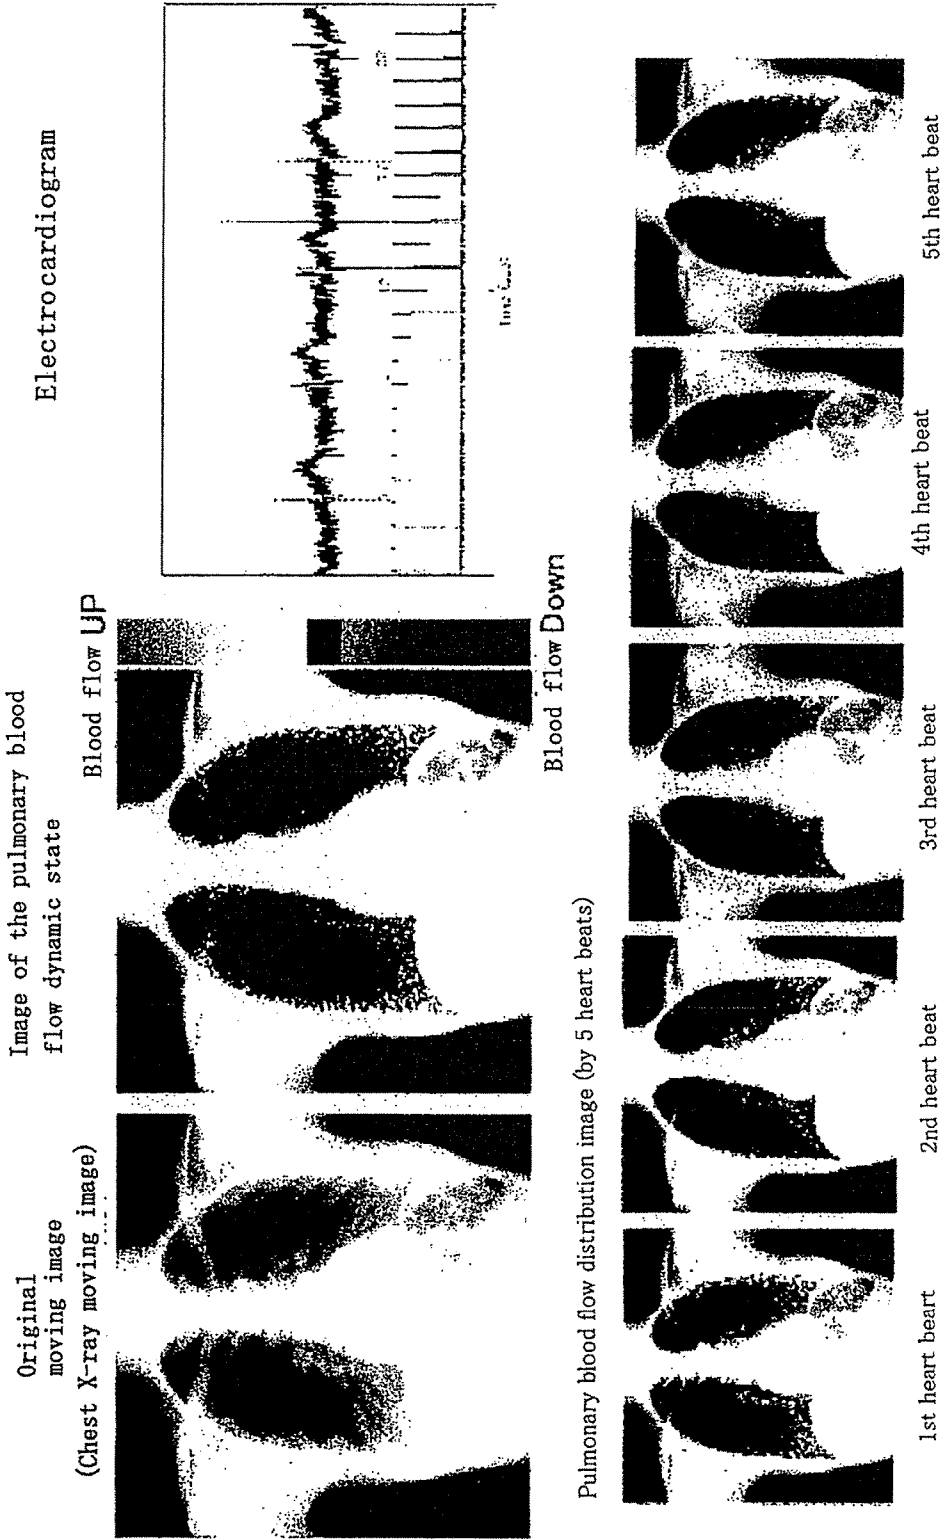 Original
moving image
(Chest X-ray moving image)
Image of the pulmonary blood
flow dynamic state
Blood flow UP
Blood flow Down
Electrocardiogram
Pulmonary blood flow distribution image (by 5 heart beats)
1st heart beat
2nd heart beat
3rd heart beat
4th heart beat
5th heart beat